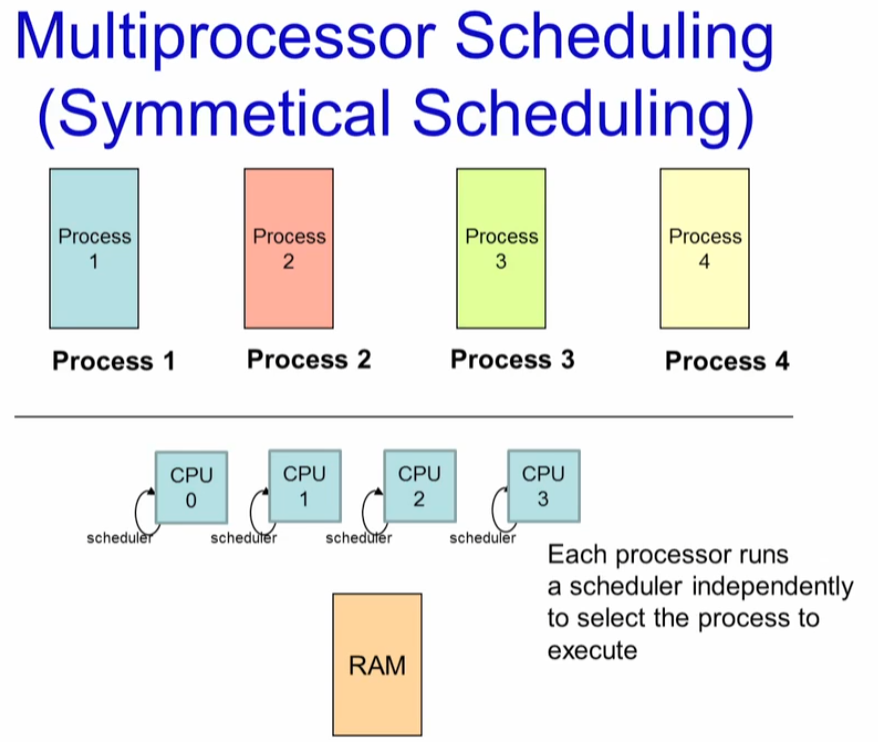 Multiprocessor Scheduling
(Symmetical Scheduling)
Process
1
Process
2
Process
3
Process
4
Process 1
Process 2
Process 3
Process 4
CPU
0
CPU
1
CPU
2
CPU
3
scheduler
scheduler
scheduler
scheduler
Each processor runs
a scheduler independently
to select the process to
execute
RAM